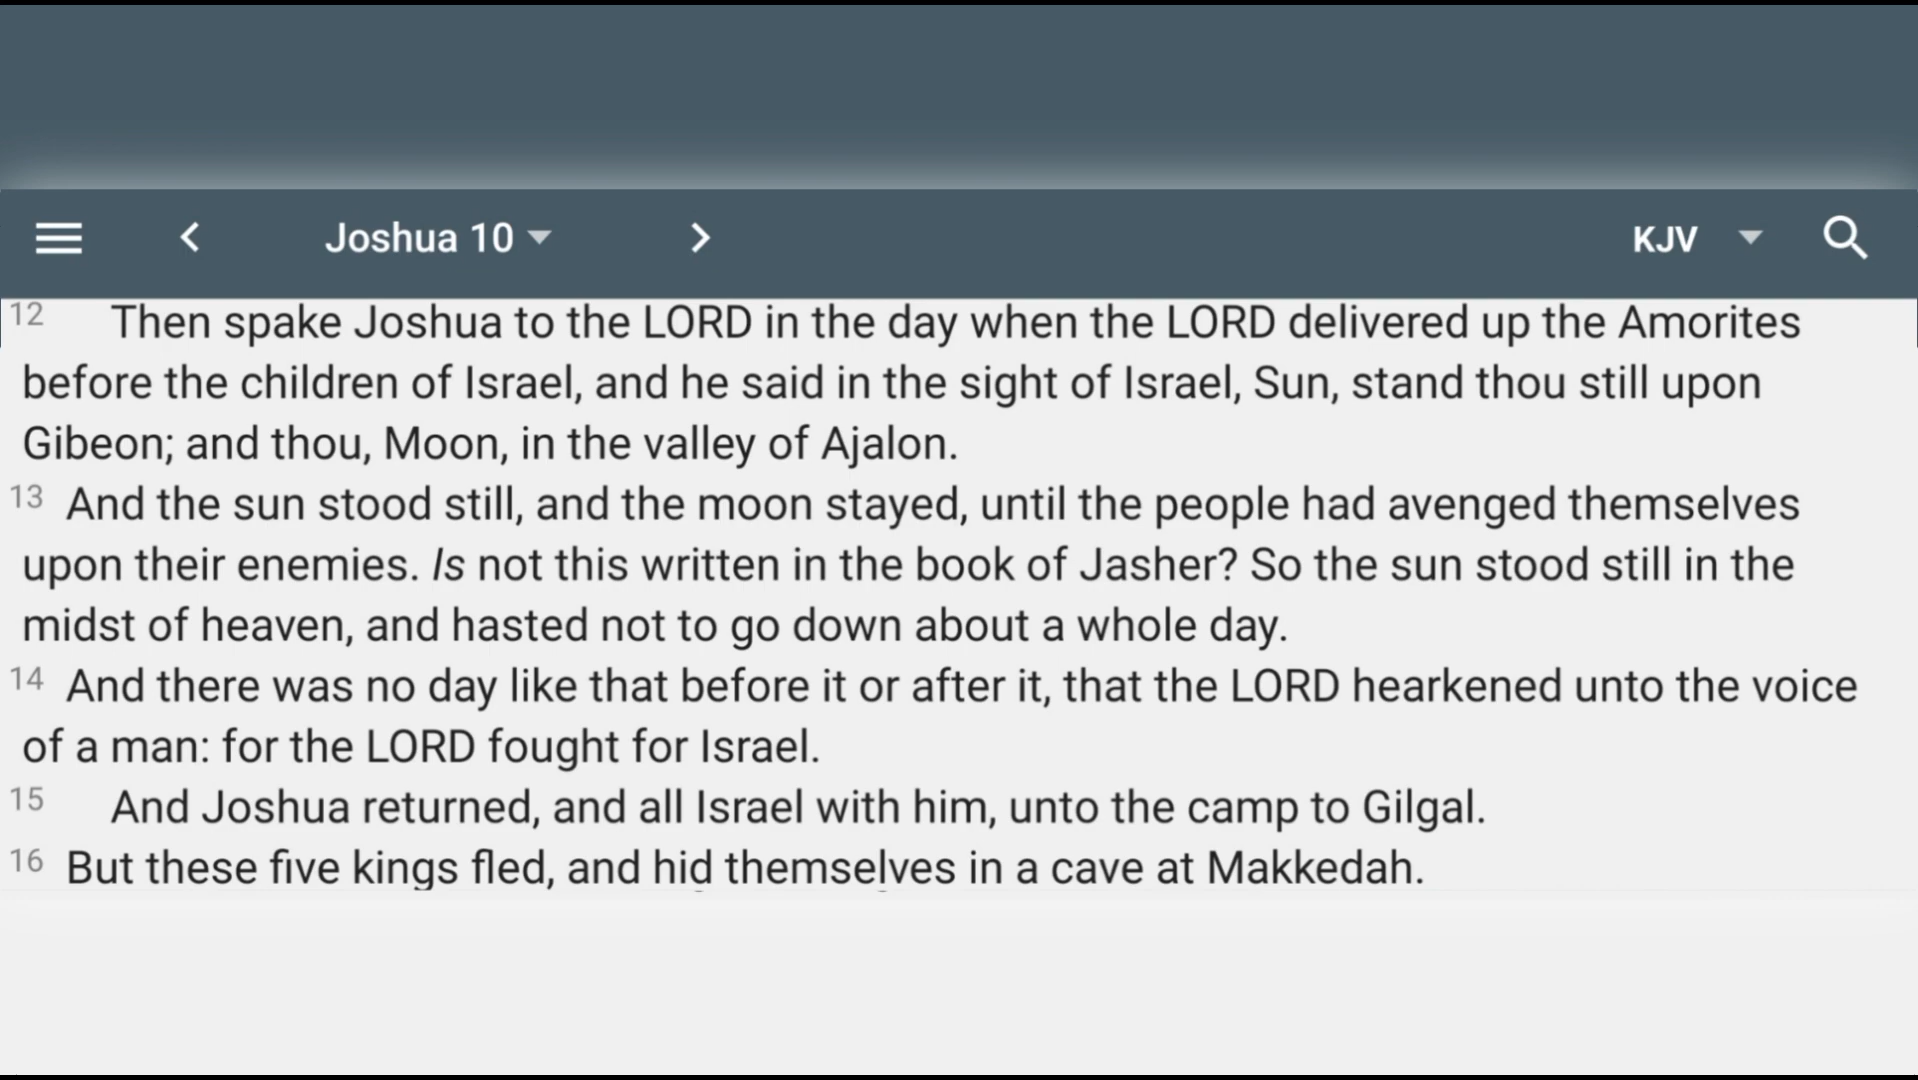 Joshua 10 KJV
12 Then spake Joshua to the LORD in the day when the LORD delivered up the Amorites
before the children of Israel, and he said in the sight of Israel, Sun, stand thou still upon
Gibeon; and thou, Moon, in the valley of Ajalon.
13 And the sun stood still, and the moon stayed, until the people had avenged themselves
upon their enemies. Is not this written in the book of Jasher? So the sun stood still in the
midst of heaven, and hasted not to go down about a whole day.
14 And there was no day like that before it or after it, that the LORD hearkened unto the voice
of a man: for the LORD fought for Israel.
15 And Joshua returned, and all Israel with him, unto the camp to Gilgal.
16 But these five kings fled, and hid themselves in a cave at Makkedah.